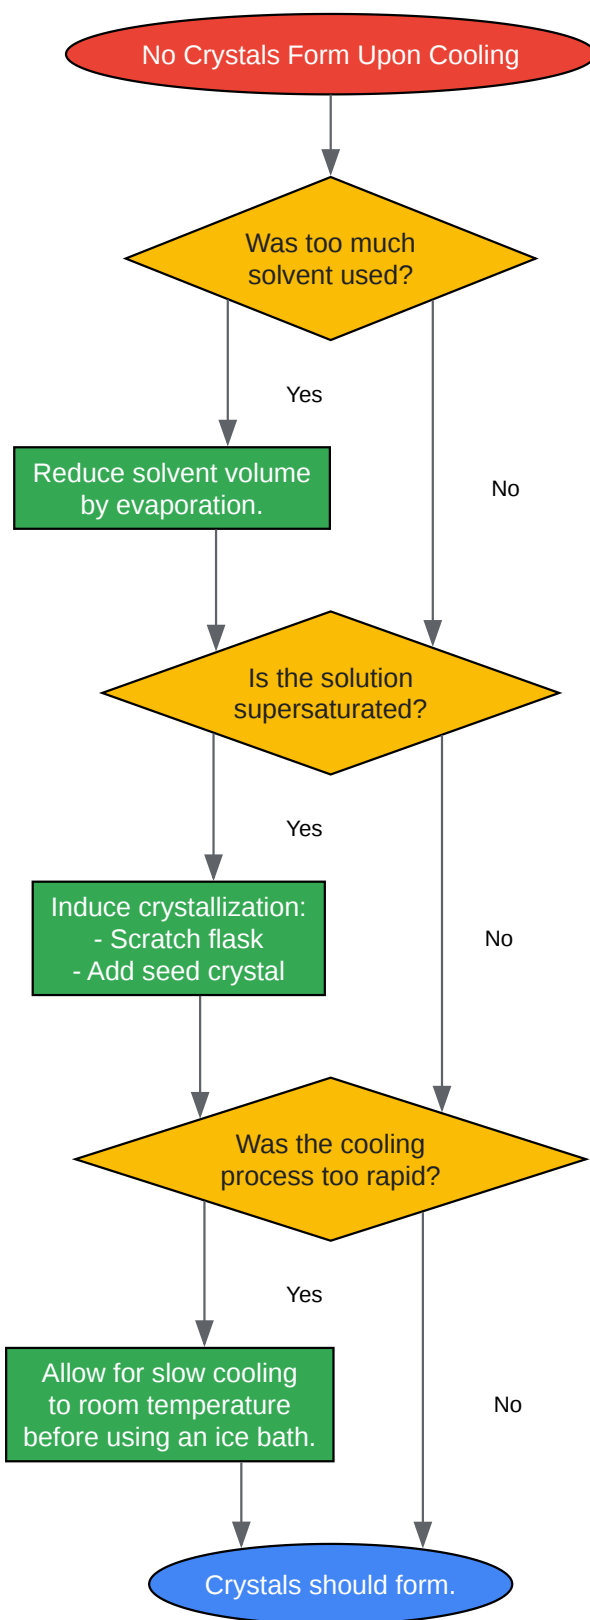 No Crystals Form Upon Cooling
Was too much
solvent used?
Yes
Reduce solvent volume
by evaporation.
No
Is the solution
supersaturated?
Yes
Induce crystallization:
- Scratch flask
- Add seed crystal
No
Was the cooling
process too rapid?
Yes
Allow for slow cooling
to room temperature
before using an ice bath.
No
Crystals should form.